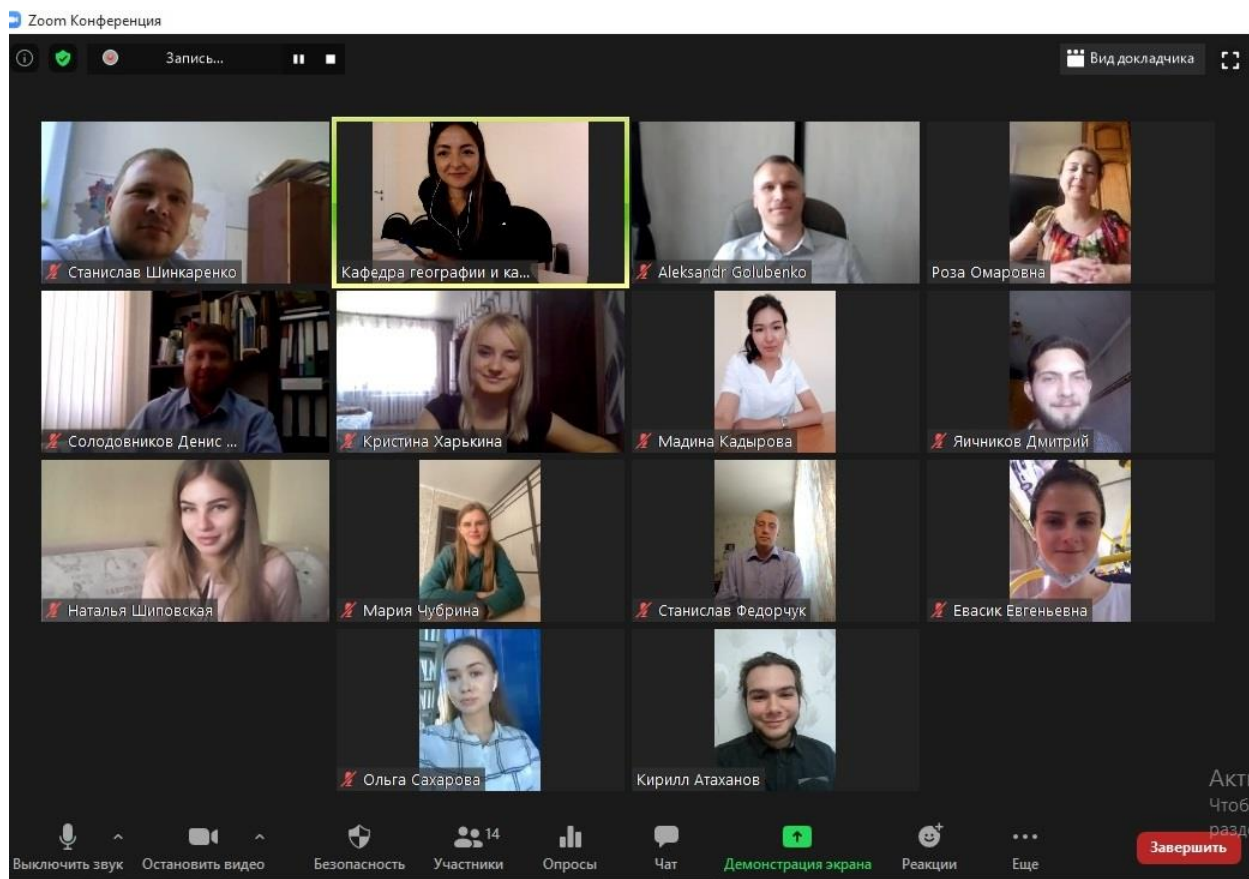 Zoom Конференция
Запись...
Вид докладчика
Станислав Шинкаренко
Кафедра географии и ка...
Aleksandr Golubenko
Роза Омаровна
Солодовников Денис ...
Кристина Харькина
Мадина Кадырова
Яичников Дмитрий
Наталья Шиповская
Мария Чубрина
Станислав Федорчук
Евасик Евгеньевна
Ольга Сахарова
Кирилл Атаханов
Акти
Чтоб
разд
14
Выключить звук
Остановить видео
Безопасность
Участники
Опросы
Чат
Демонстрация экрана
Реакции
Еще
Завершить